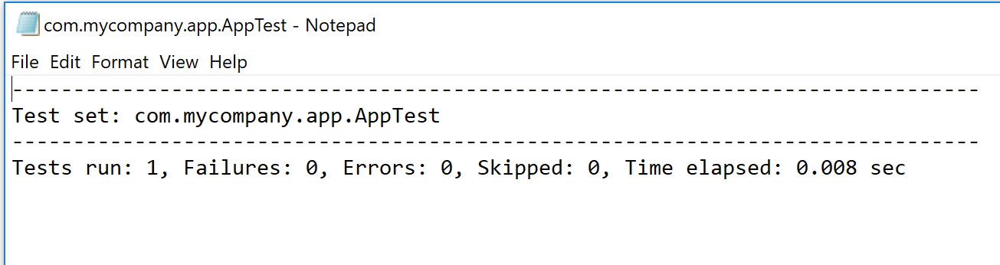 com.mycompany.app.AppTest - Notepad
File Edit Format View Help
-------------------------------------------------------------------------------
Test set: com.mycompany.app.AppTest
-------------------------------------------------------------------------------
Tests run: 1, Failures: 0, Errors: 0, Skipped: 0, Time elapsed: 0.008 sec